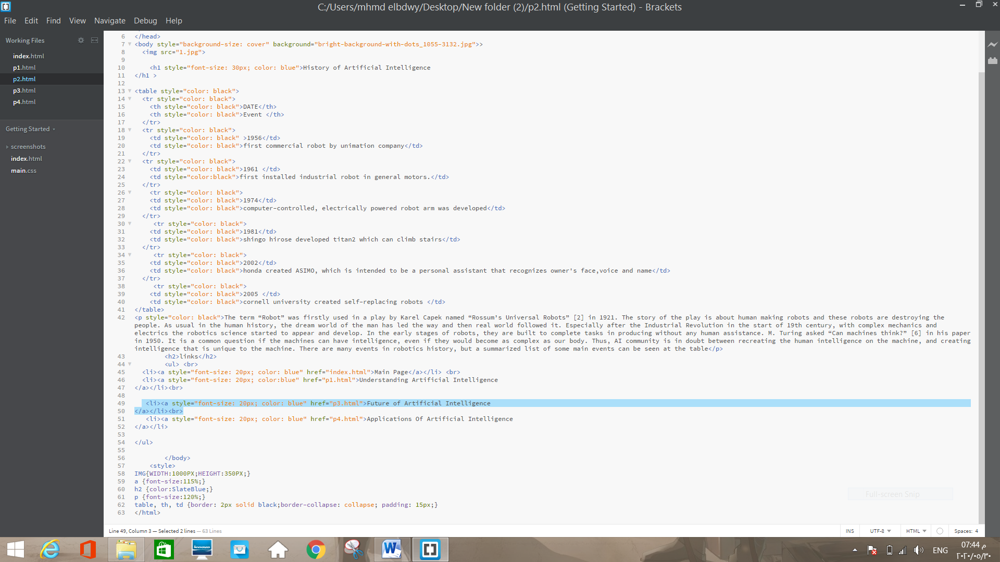 C:/Users/mhmd elbdwy/Desktop/New folder (2)/p2.html (Getting Started) - Brackets
File Edit Find View Navigate Debug Help
Working Files
index.html
p1.html
p2.html
p3.html
p4.html
Getting Started
screenshots
index.html
main.css
6 </head>
7 <body style="background-size: cover" background="bright-background-with-dots_1055-3132.jpg">>
8 <img src="1.jpg">
9
10 <h1 style="font-size: 30px; color: blue">History of Artificial Intelligence
11 </h1 >
12
13 <table style="color: black">
14 <tr style="color: black">
15 <th style="color: black">DATE</th>
16 <th style="color: black">Event </th>
17 </tr>
18 <tr style="color: black">
19 <td style="color: black" >1956</td>
20 <td style="color: black">first commercial robot by unimation company</td>
21 </tr>
22 <tr style="color: black">
23 <td style="color: black">1961 </td>
24 <td style="color:black">first installed industrial robot in general motors.</td>
25 </tr>
26 <tr style="color: black">
27 <td style="color: black">1974</td>
28 <td style="color: black">computer-controlled, electrically powered robot arm was developed</td>
29 </tr>
30 <tr style="color: black">
31 <td style="color: black">1981</td>
32 <td style="color: black">shingo hirose developed titan2 which can climb stairs</td>
33 </tr>
34 <tr style="color: black">
35 <td style="color: black">2002</td>
36 <td style="color: black">honda created ASIMO, which is intended to be a personal assistant that recognizes owner's face,voice and name</td>
37 </tr>
38 <tr style="color: black">
39 <td style="color: black">2005 </td>
40 <td style="color: black">cornell university created self-replacing robots </td>
41 </table>
42 <p style="color: black">The term “Robot” was firstly used in a play by Karel Capek named “Rossum’s Universal Robots” [2] in 1921. The story of the play is about human making robots and these robots are destroying the
people. As usual in the human history, the dream world of the man has led the way and then real world followed it. Especially after the Industrial Revolution in the start of 19th century, with complex mechanics and
electrics the robotics science started to appear and develop. In the early stages of robots, they are built to complete tasks in producing without any human assistance. M. Turing asked “Can machines think?” [6] in his paper
in 1950. It is a common question if the machines can have intelligence, even if they would become as complex as our body. Thus, AI community is in doubt between recreating the human intelligence on the machine, and creating
intelligence that is unique to the machine. There are many events in robotics history, but a summarized list of some main events can be seen at the table</p>
43 <h2>links</h2>
44 <ul> <br>
45 <li><a style="font-size: 20px; color: blue" href="index.html">Main Page</a></li> <br>
46 <li><a style="font-size: 20px; color:blue" href="p1.html">Understanding Artificial Intelligence
47 </a></li><br>
48
49 <li><a style="font-size: 20px; color: blue" href="p3.html">Future of Artificial Intelligence
50 </a></li><br>
51 <li><a style="font-size: 20px; color: blue" href="p4.html">Applications Of Artificial Intelligence
52 </a></li>
53
54 </ul>
55
56 </body>
57 <style>
58 IMG{WIDTH:1000PX;HEIGHT:350PX;}
59 a {font-size:115%;}
60 h2 {color:SlateBlue;}
61 p {font-size:120%;}
62 table, th, td {border: 2px solid black;border-collapse: collapse; padding: 15px;}
63 </html>
Full-screen Snip
Line 49, Column 3 — Selected 2 lines — 63 Lines
INS UTF-8 HTML Spaces: 4
lenovo
ENG
07:44 م
٢٠٢٠/٠٥/٣٠